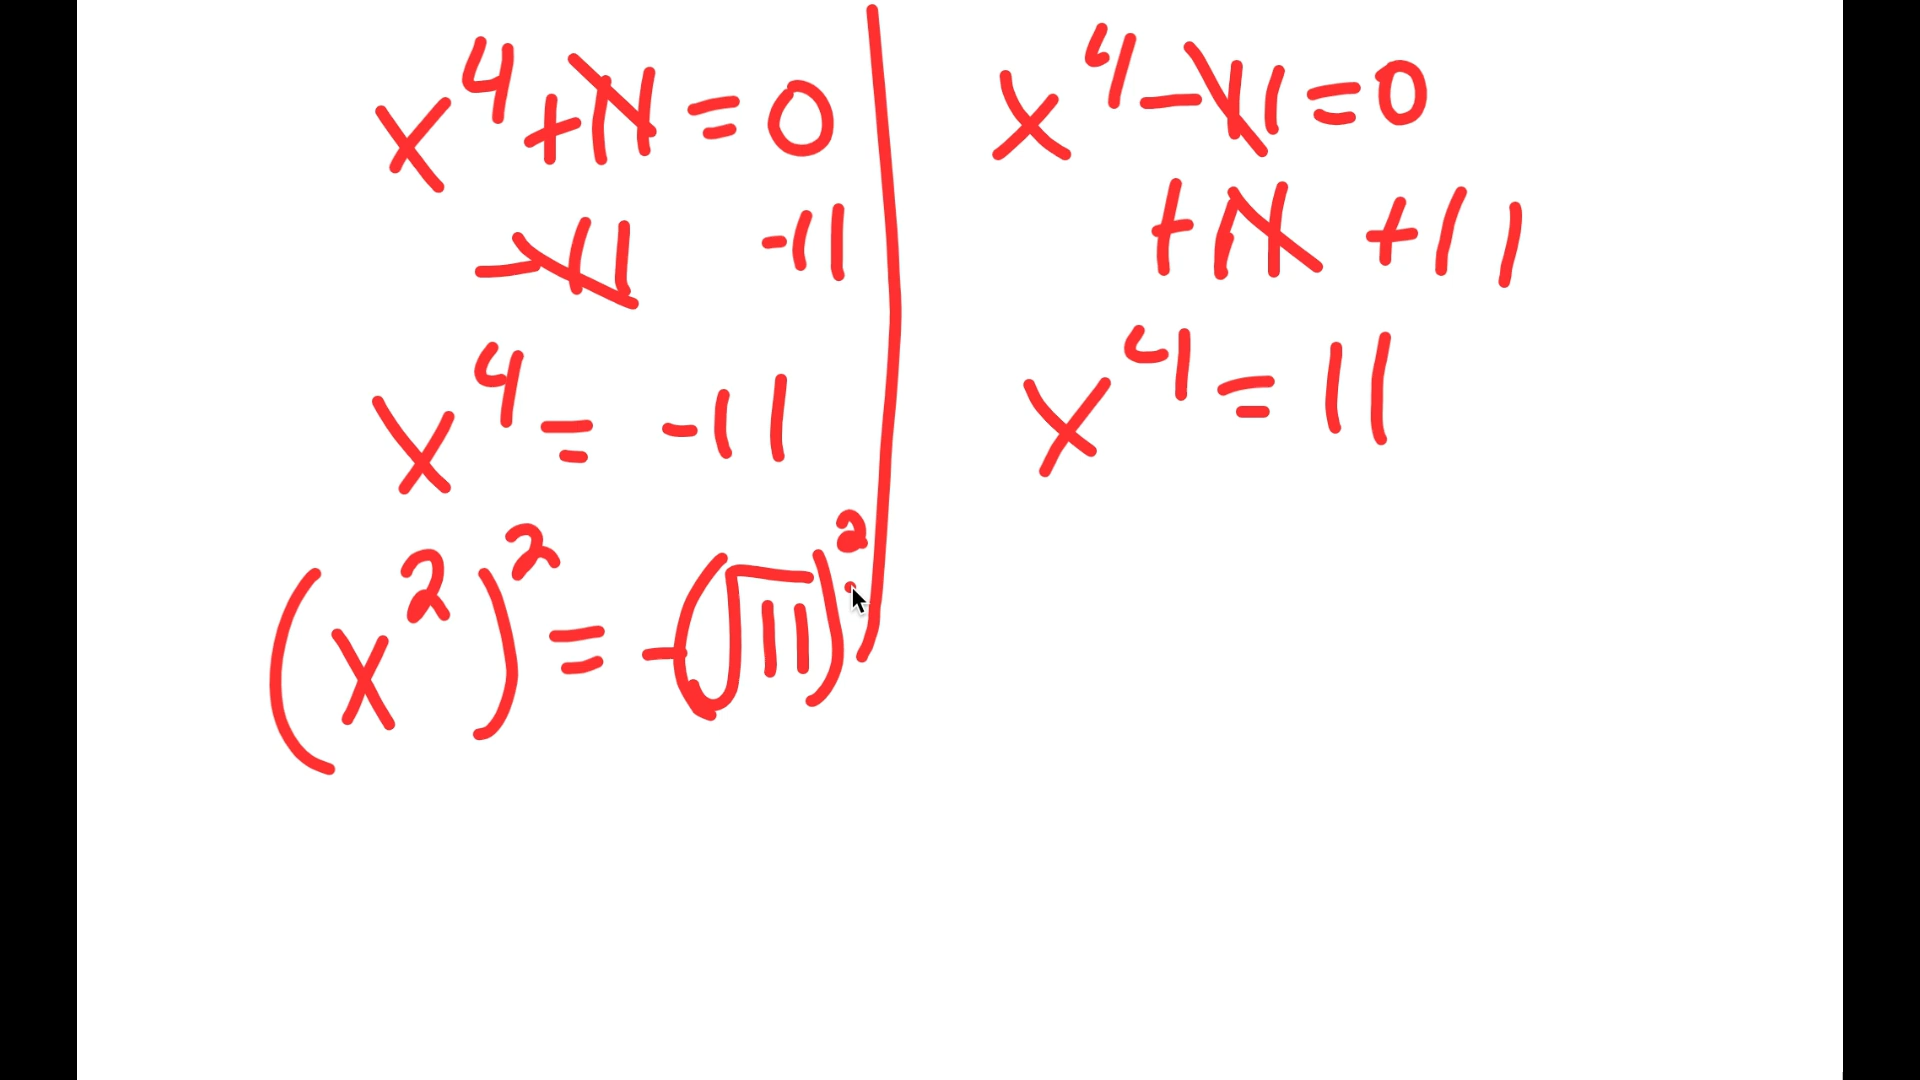 x⁴+11=0
-11 -11
x⁴=-11
(x²)²=-(√11)²
x⁴-11=0
+11 +11
x⁴=11